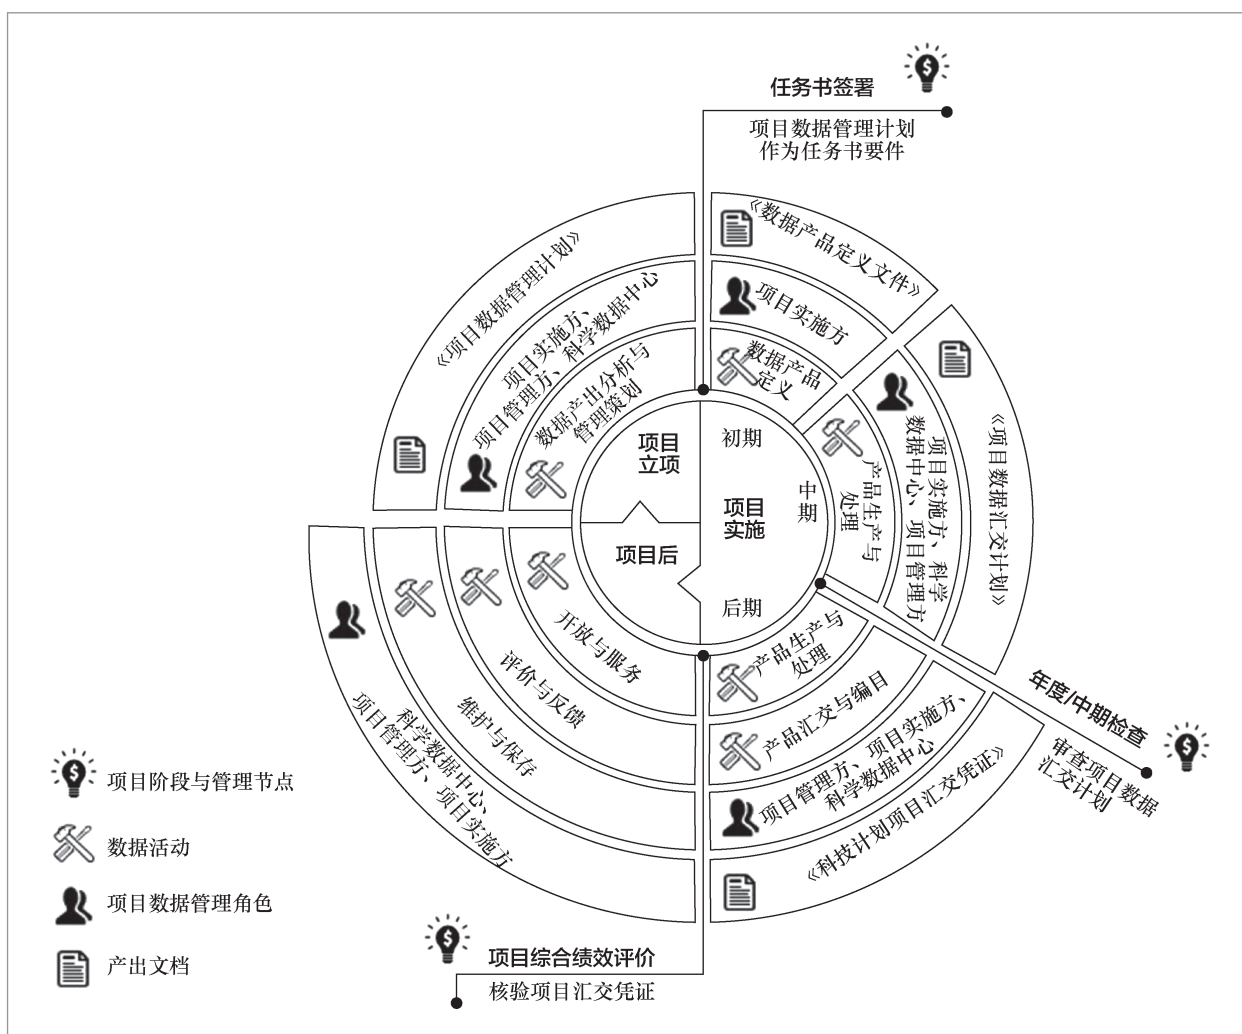 任务书签署
项目数据管理计划
作为任务书要件
《项目数据管理计划》
项目实施方、
项目管理方、科学数据中心
数据产出分析与
管理策划
《数据产品定义文件》
项目实施方
数据产品
定义
《项目数据汇交计划》
项目实施方、科学
数据中心、项目管理方
产品生产与
处理
项目
立项
初期
中期
项目
实施
项目后
后期
开放与服务
评价与反馈
维护与保存
科学数据中心、
项目管理方、项目实施方
产品生产与
处理
产品汇交与编目
项目管理方、项目实施方、
科学数据中心
《科技计划项目汇交凭证》
年度/中期检查
审查项目数据
汇交计划
项目综合绩效评价
核验项目汇交凭证
项目阶段与管理节点
数据活动
项目数据管理角色
产出文档